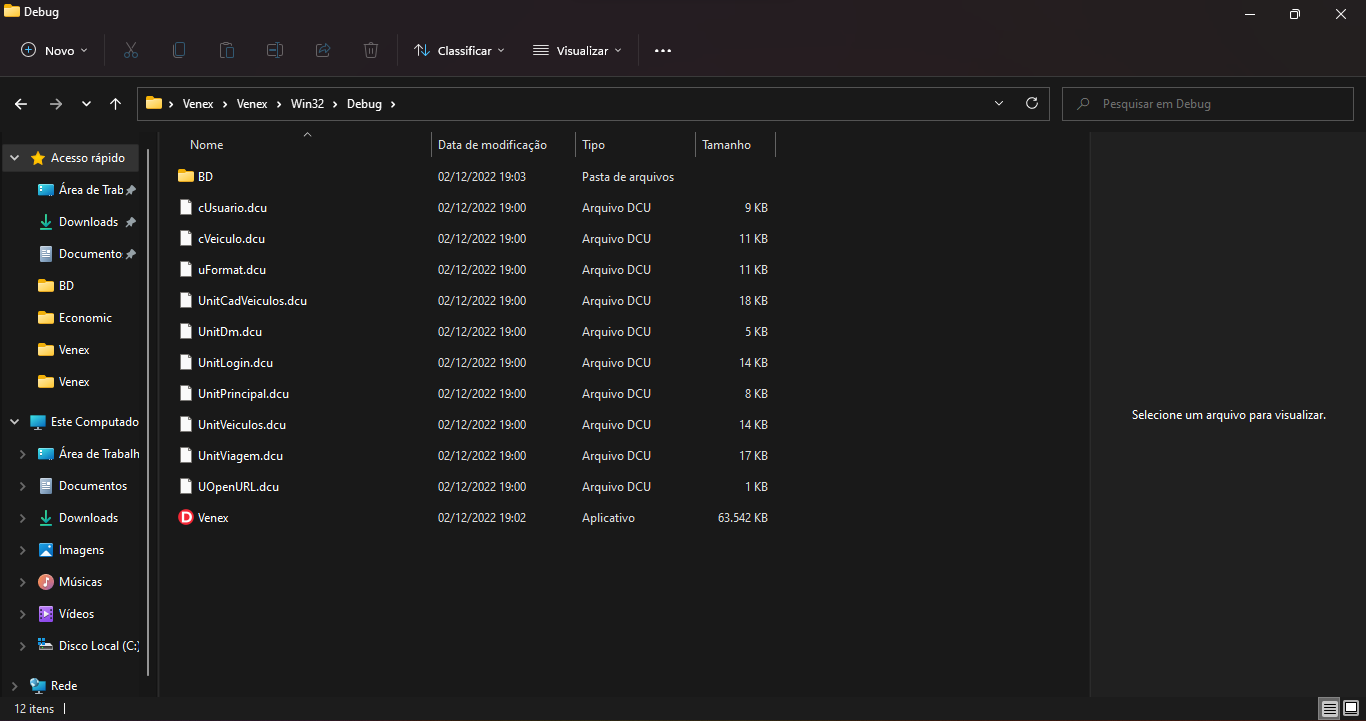 Debug
Novo
Classificar
Visualizar
Venex Venex Win32 Debug
Pesquisar em Debug
Acesso rápido
Área de Trab
Downloads
Documento
BD
Economic
Venex
Venex
Este Computado
Área de Trabalh
Documentos
Downloads
Imagens
Músicas
Vídeos
Disco Local (C:)
Rede
Nome Data de modificação Tipo Tamanho
BD 02/12/2022 19:03 Pasta de arquivos
cUsuario.dcu 02/12/2022 19:00 Arquivo DCU 9 KB
cVeiculo.dcu 02/12/2022 19:00 Arquivo DCU 11 KB
uFormat.dcu 02/12/2022 19:00 Arquivo DCU 11 KB
UnitCadVeiculos.dcu 02/12/2022 19:00 Arquivo DCU 18 KB
UnitDm.dcu 02/12/2022 19:00 Arquivo DCU 5 KB
UnitLogin.dcu 02/12/2022 19:00 Arquivo DCU 14 KB
UnitPrincipal.dcu 02/12/2022 19:00 Arquivo DCU 8 KB
UnitVeiculos.dcu 02/12/2022 19:00 Arquivo DCU 14 KB
UnitViagem.dcu 02/12/2022 19:00 Arquivo DCU 17 KB
UOpenURL.dcu 02/12/2022 19:00 Arquivo DCU 1 KB
Venex 02/12/2022 19:02 Aplicativo 63.542 KB
Selecione um arquivo para visualizar.
12 itens